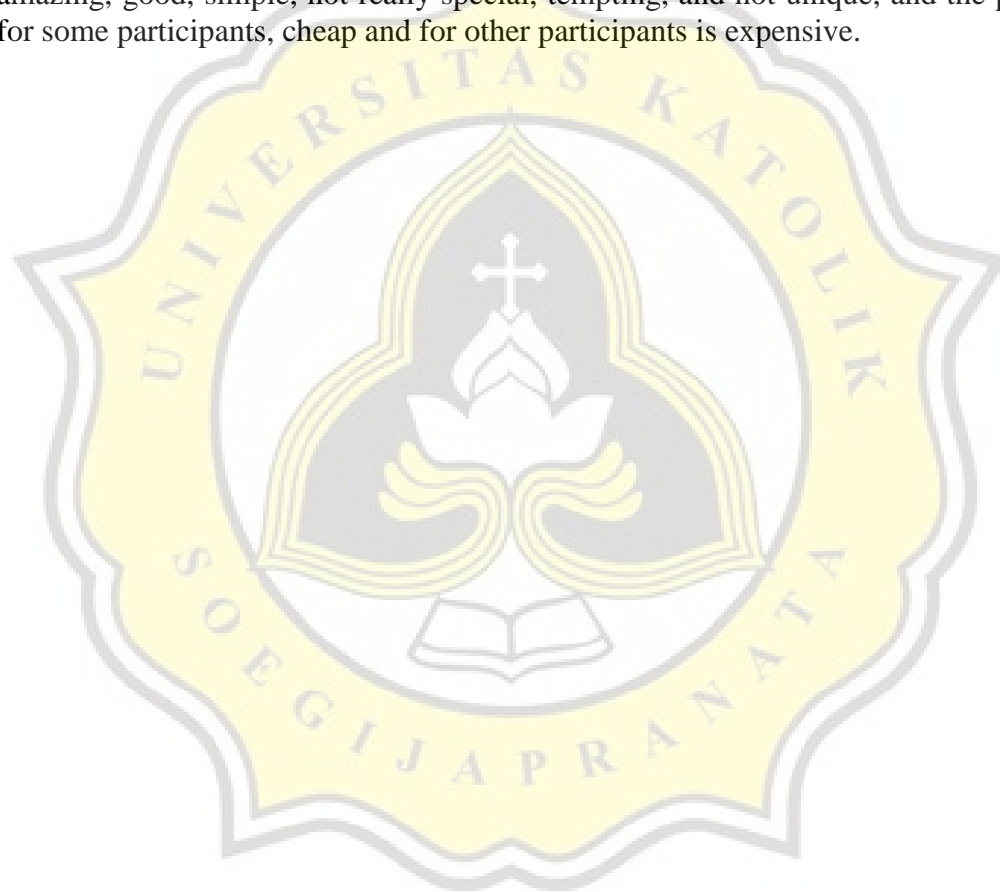 amazing, good, simple, not really special, tempting, and not unique, and the
for some participants, cheap and for other participants is expensive.
UNIVERSITAS KATOLIK
SOEGIJAPRANATA